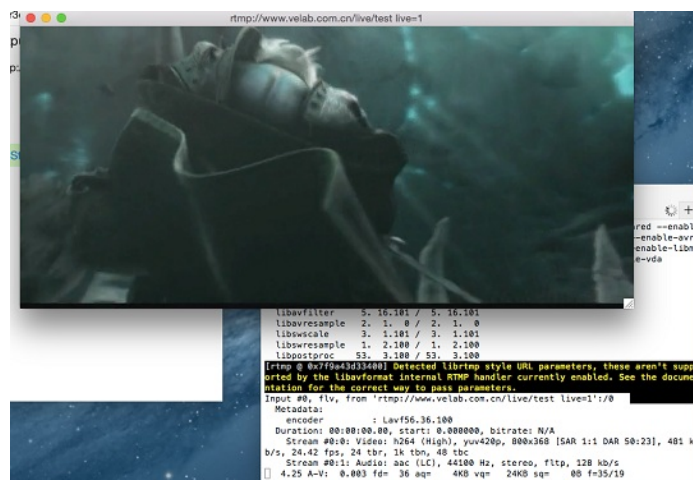 rtmp://www.velab.com.cn/live/test live=1
ared --enabl
-enable-avr
enable-libm
e-vda
libavfilter 5. 16.101 / 5. 16.101
libavresample 2. 1. 0 / 2. 1. 0
libswscale 3. 1.101 / 3. 1.101
libswresample 1. 2.100 / 1. 2.100
libpostproc 53. 3.100 / 53. 3.100
[rtmp @ 0x7f9a43d33400] Detected librtmp style URL parameters, these aren't supp
orted by the libavformat internal RTMP handler currently enabled. See the docume
ntation for the correct way to pass parameters.
Input #0, flv, from 'rtmp://www.velab.com.cn/live/test live=1':/0
Metadata:
encoder : Lavf56.36.100
Duration: 00:00:00.00, start: 0.000000, bitrate: N/A
Stream #0:0: Video: h264 (High), yuv420p, 800x368 [SAR 1:1 DAR 50:23], 481 k
b/s, 24.42 fps, 24 tbr, 1k tbn, 48 tbc
Stream #0:1: Audio: aac (LC), 44100 Hz, stereo, fltp, 128 kb/s
4.25 A-V: 0.003 fd= 36 aq= 4KB vq= 24KB sq= 0B f=35/19